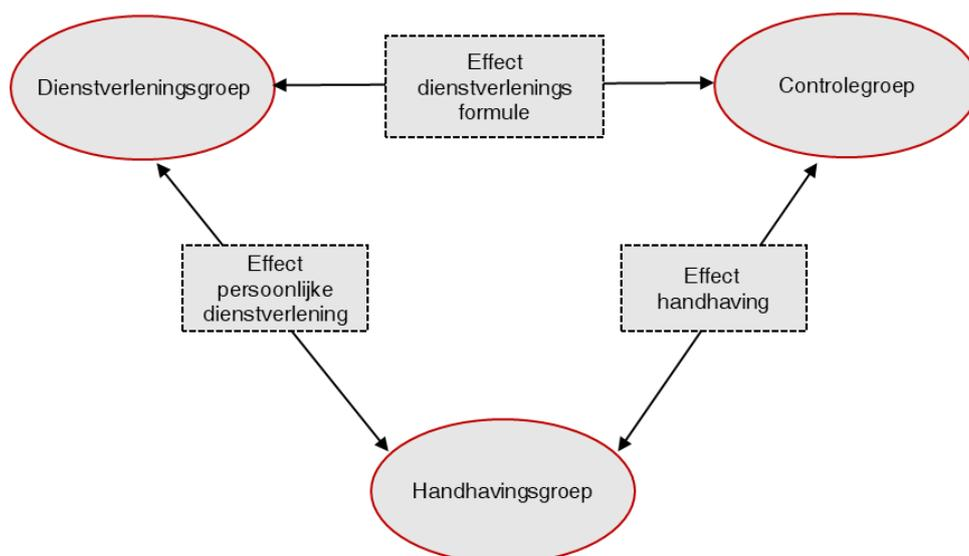 Dienstverleningsgroep
Effect
dienstverlenings
formule
Controlegroep
Effect
persoonlijke
dienstverlening
Effect
handhaving
Handhavingsgroep